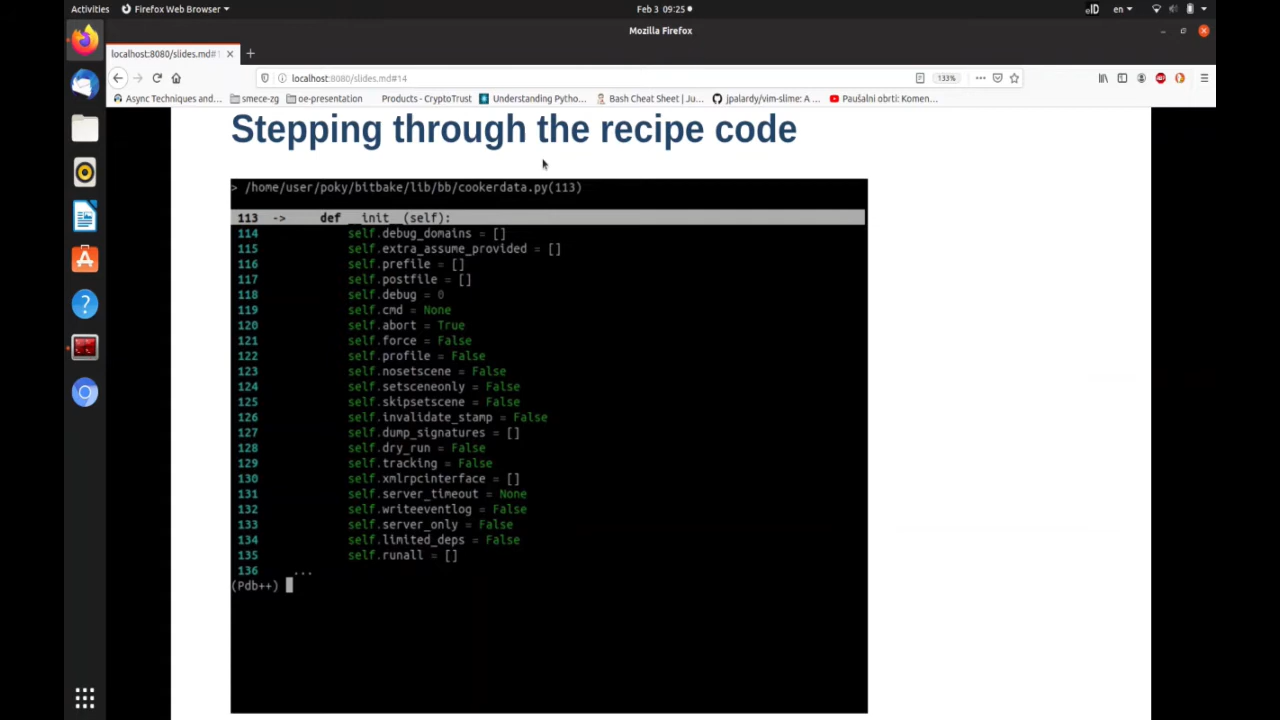 Activities Firefox Web Browser Feb 3 09:25 en
Mozilla Firefox
localhost:8080/slides.md#1
localhost:8080/slides.md#14 133%
Async Techniques and... smece-zg oe-presentation Products - CryptoTrust Understanding Pytho... Bash Cheat Sheet | Ju... jpalardy/vim-slime: A ... Paušalni obrti: Komen...
Stepping through the recipe code
> /home/user/poky/bitbake/lib/bb/cookerdata.py(113)
113 -> def __init__(self):
114 self.debug_domains = []
115 self.extra_assume_provided = []
116 self.prefile = []
117 self.postfile = []
118 self.debug = 0
119 self.cmd = None
120 self.abort = True
121 self.force = False
122 self.profile = False
123 self.nosetscene = False
124 self.setsceneonly = False
125 self.skipsetscene = False
126 self.invalidate_stamp = False
127 self.dump_signatures = []
128 self.dry_run = False
129 self.tracking = False
130 self.xmlrpcinterface = []
131 self.server_timeout = None
132 self.writeeventlog = False
133 self.server_only = False
134 self.limited_deps = False
135 self.runall = []
136 ...
(Pdb++)